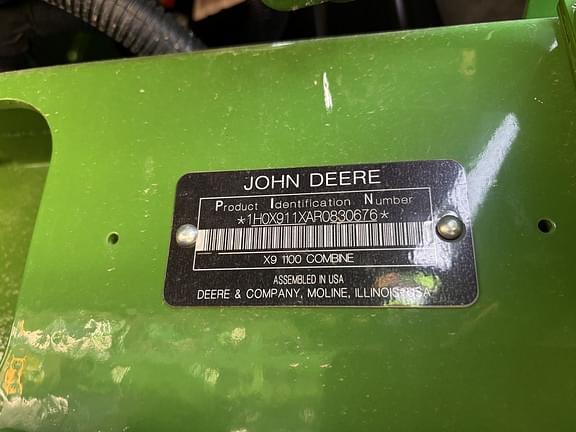 JOHN DEERE
Product Identification Number
*1H0X911XAR0830676*
X9 1100 COMBINE
ASSEMBLED IN USA
DEERE & COMPANY, MOLINE, ILLINOIS USA